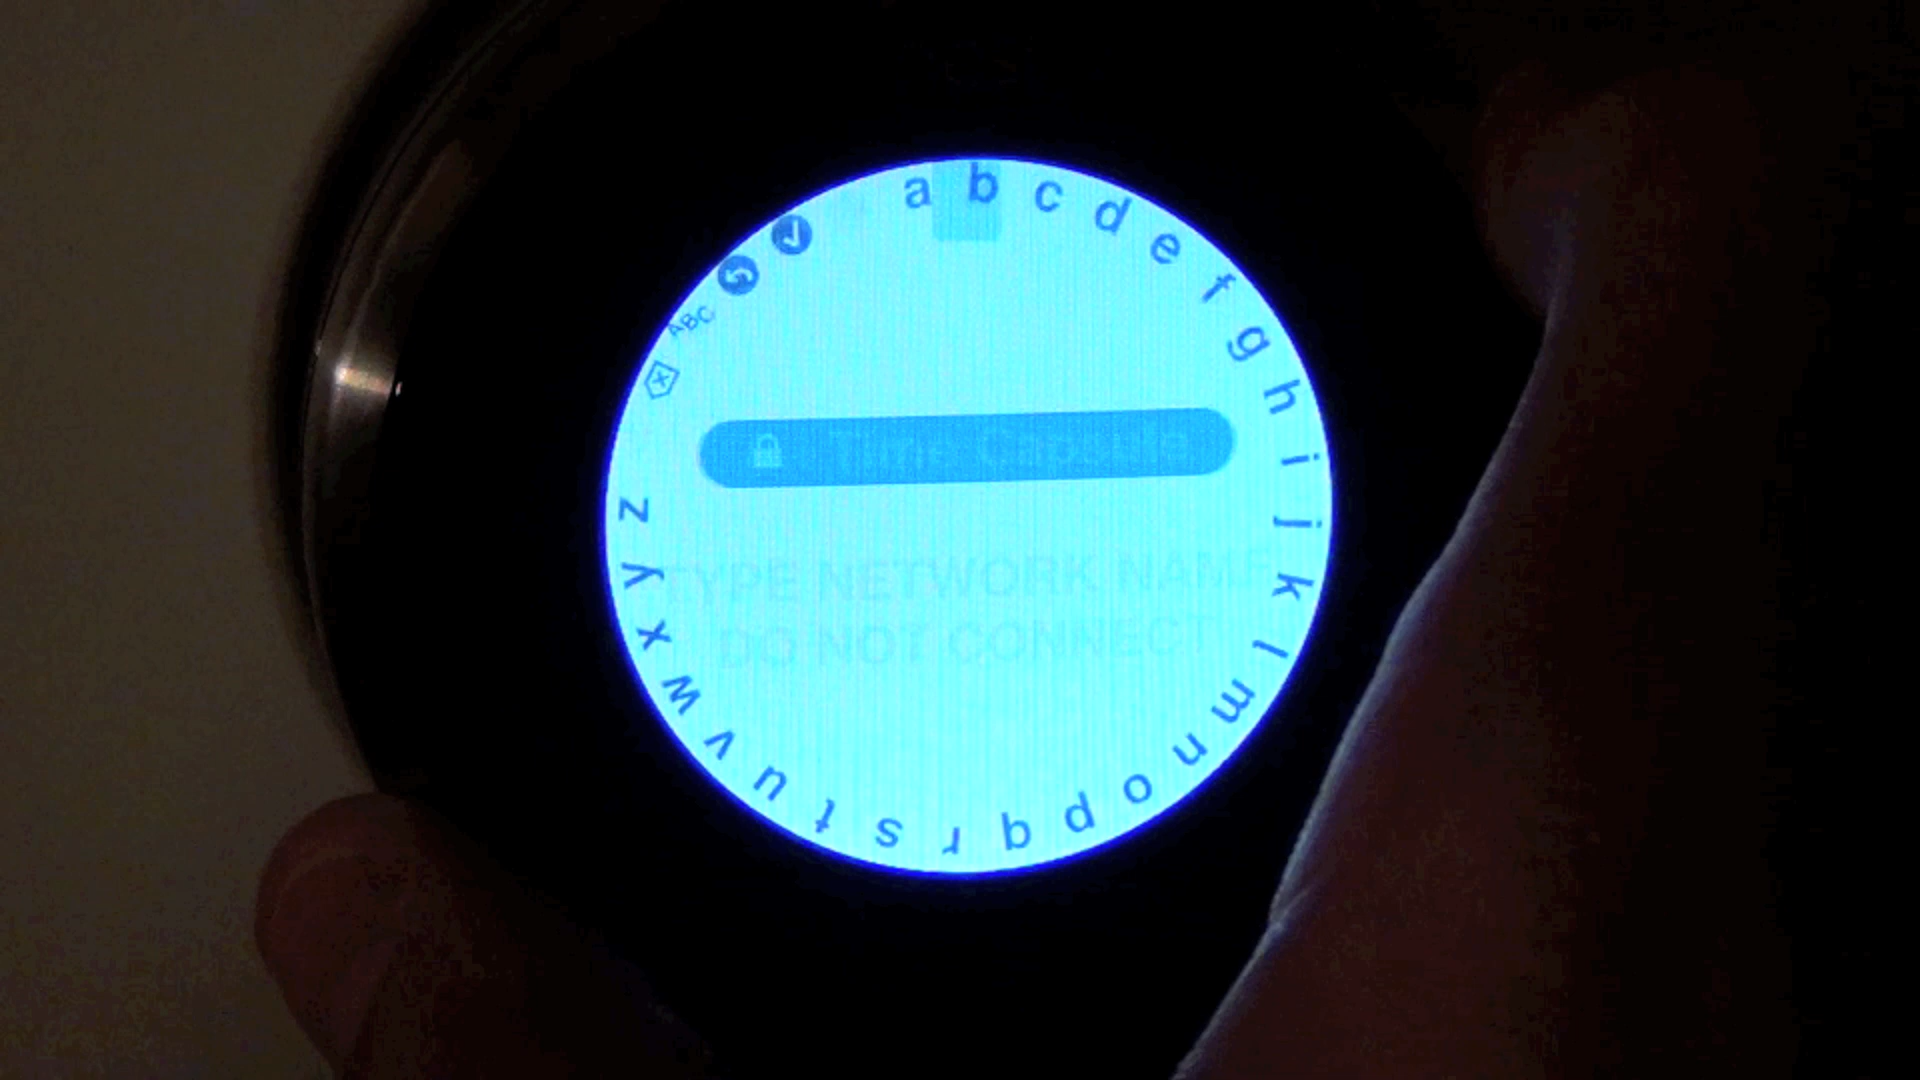 a b c d e f g h i j k l m n o p q r s t u v w x y z
ABC
Time Capsule
TYPE NETWORK NAME
DO NOT CONNECT